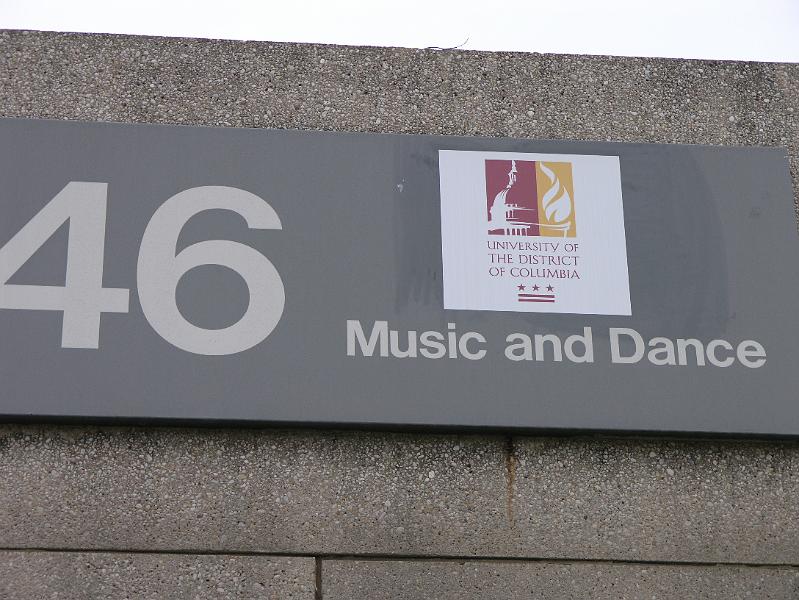 46
UNIVERSITY OF
THE DISTRICT
OF COLUMBIA
Music and Dance